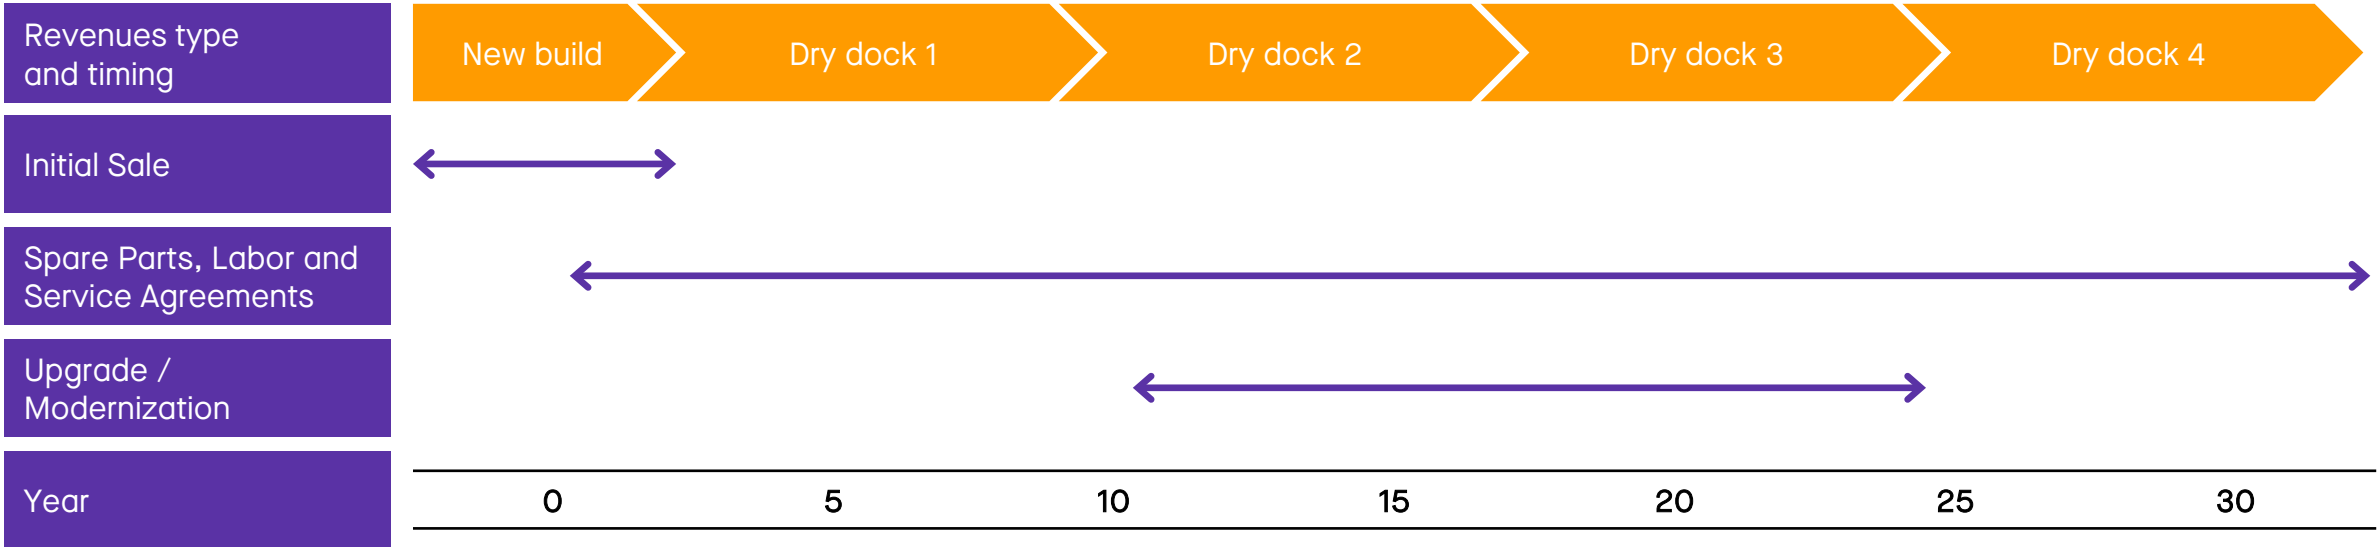 Revenues type
and timing
New build
Dry dock 1
Dry dock 2
Dry dock 3
Dry dock 4
Initial Sale
Spare Parts, Labor and
Service Agreements
Upgrade /
Modernization
Year
0
5
10
15
20
25
30